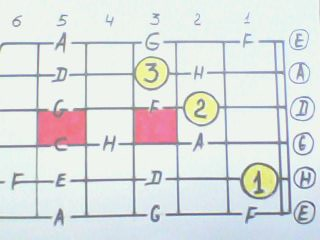 6 5 4 3 2 1
A G F E
D 3 H A
G F 2 D
C H A G
F E D 1 H
A G F E